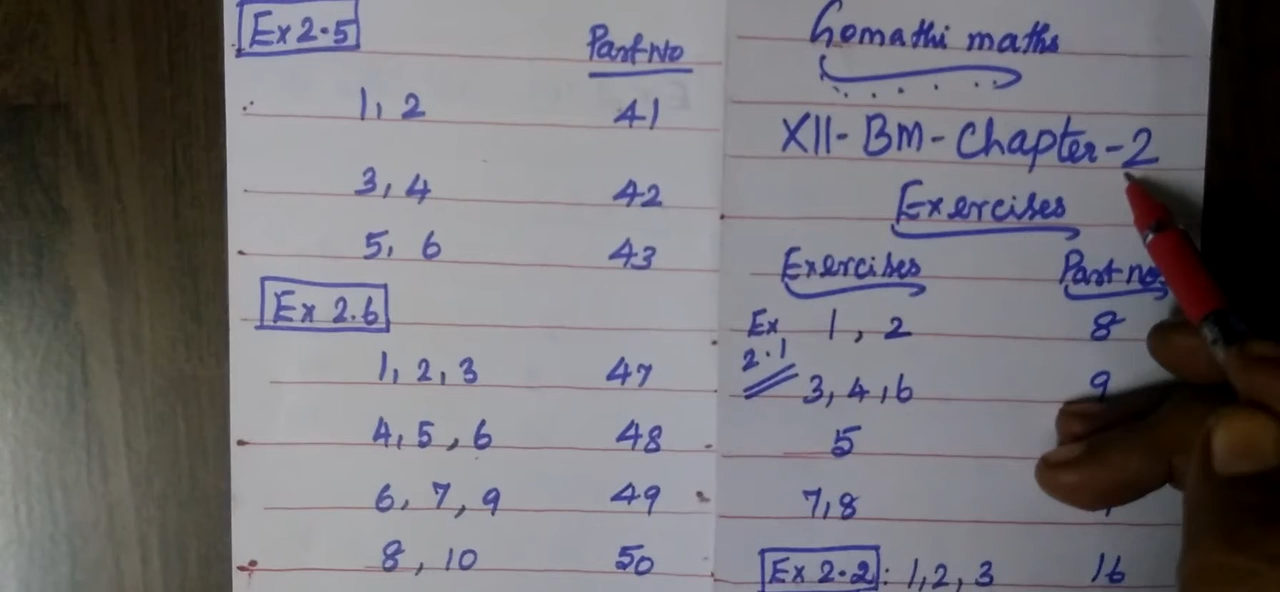 Ex 2.5
Part No
1, 2 41
3, 4 42
5, 6 43
Ex 2.6
1, 2, 3 47
4, 5, 6 48
6, 7, 9 49
8, 10 50
Gomathi maths
XII- BM- Chapter-2
Exercises
Exercises Part no
Ex 2.1 1, 2 8
3, 4, 6 9
5
7, 8
Ex 2.2 : 1, 2, 3 16